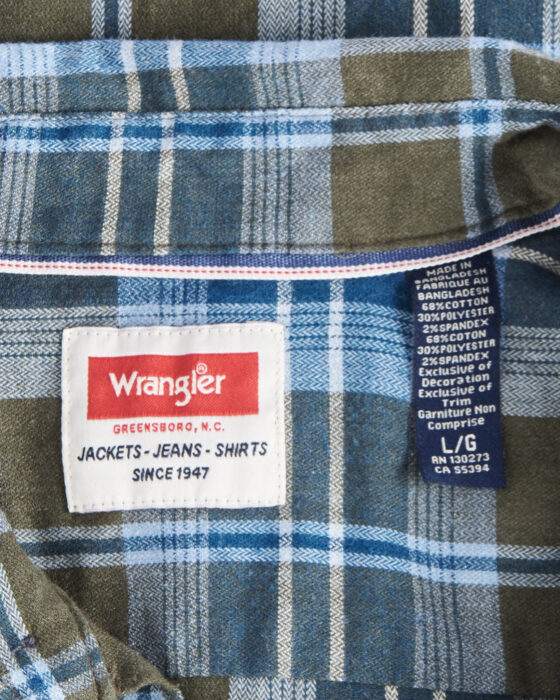 Wrangler®
GREENSBORO, N.C.
JACKETS - JEANS - SHIRTS
SINCE 1947
MADE IN
BANGLADESH
FABRIQUE AU
BANGLADESH
68%COTTON
30%POLYESTER
2%SPANDEX
68%COTON
30%POLYESTER
2%SPANDEX
Exclusive of
Decoration
Exclusive of
Trim
Garniture Non
Comprise
L/G
RN 130273
CA 55394